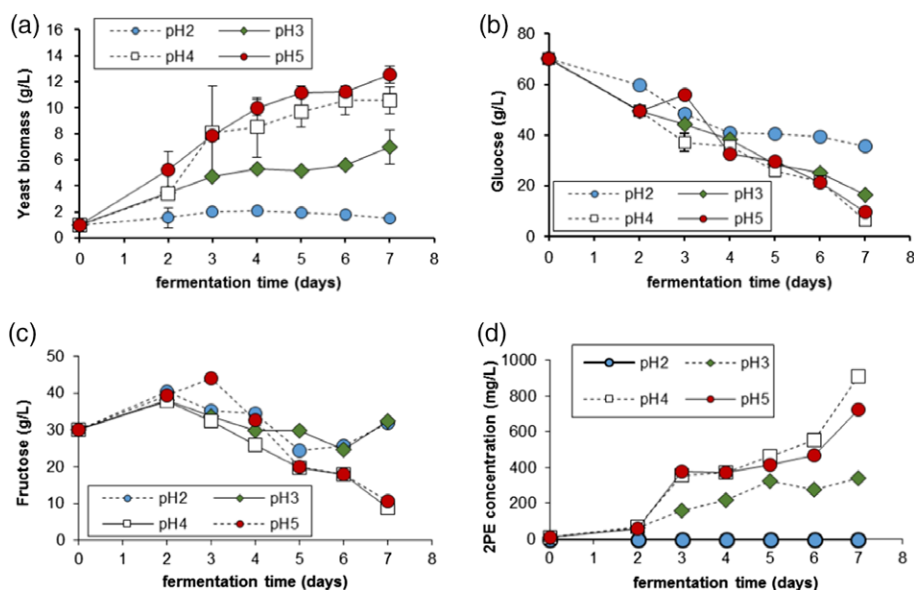 (a)
pH2 pH3
pH4 pH5
16
14
12
10
8
6
4
2
0
Yeast biomass (g/L)
0 1 2 3 4 5 6 7 8
fermentation time (days)
(b)
80
60
40
20
0
Gluocse (g/L)
pH2 pH3
pH4 pH5
0 1 2 3 4 5 6 7 8
fermentation time (days)
(c)
50
40
30
20
10
0
Fructose (g/L)
pH2 pH3
pH4 pH5
0 1 2 3 4 5 6 7 8
fermentation time (days)
(d)
1000
800
600
400
200
0
2PE concentration (mg/L)
pH2 pH3
pH4 pH5
0 1 2 3 4 5 6 7 8
fermentation time (days)